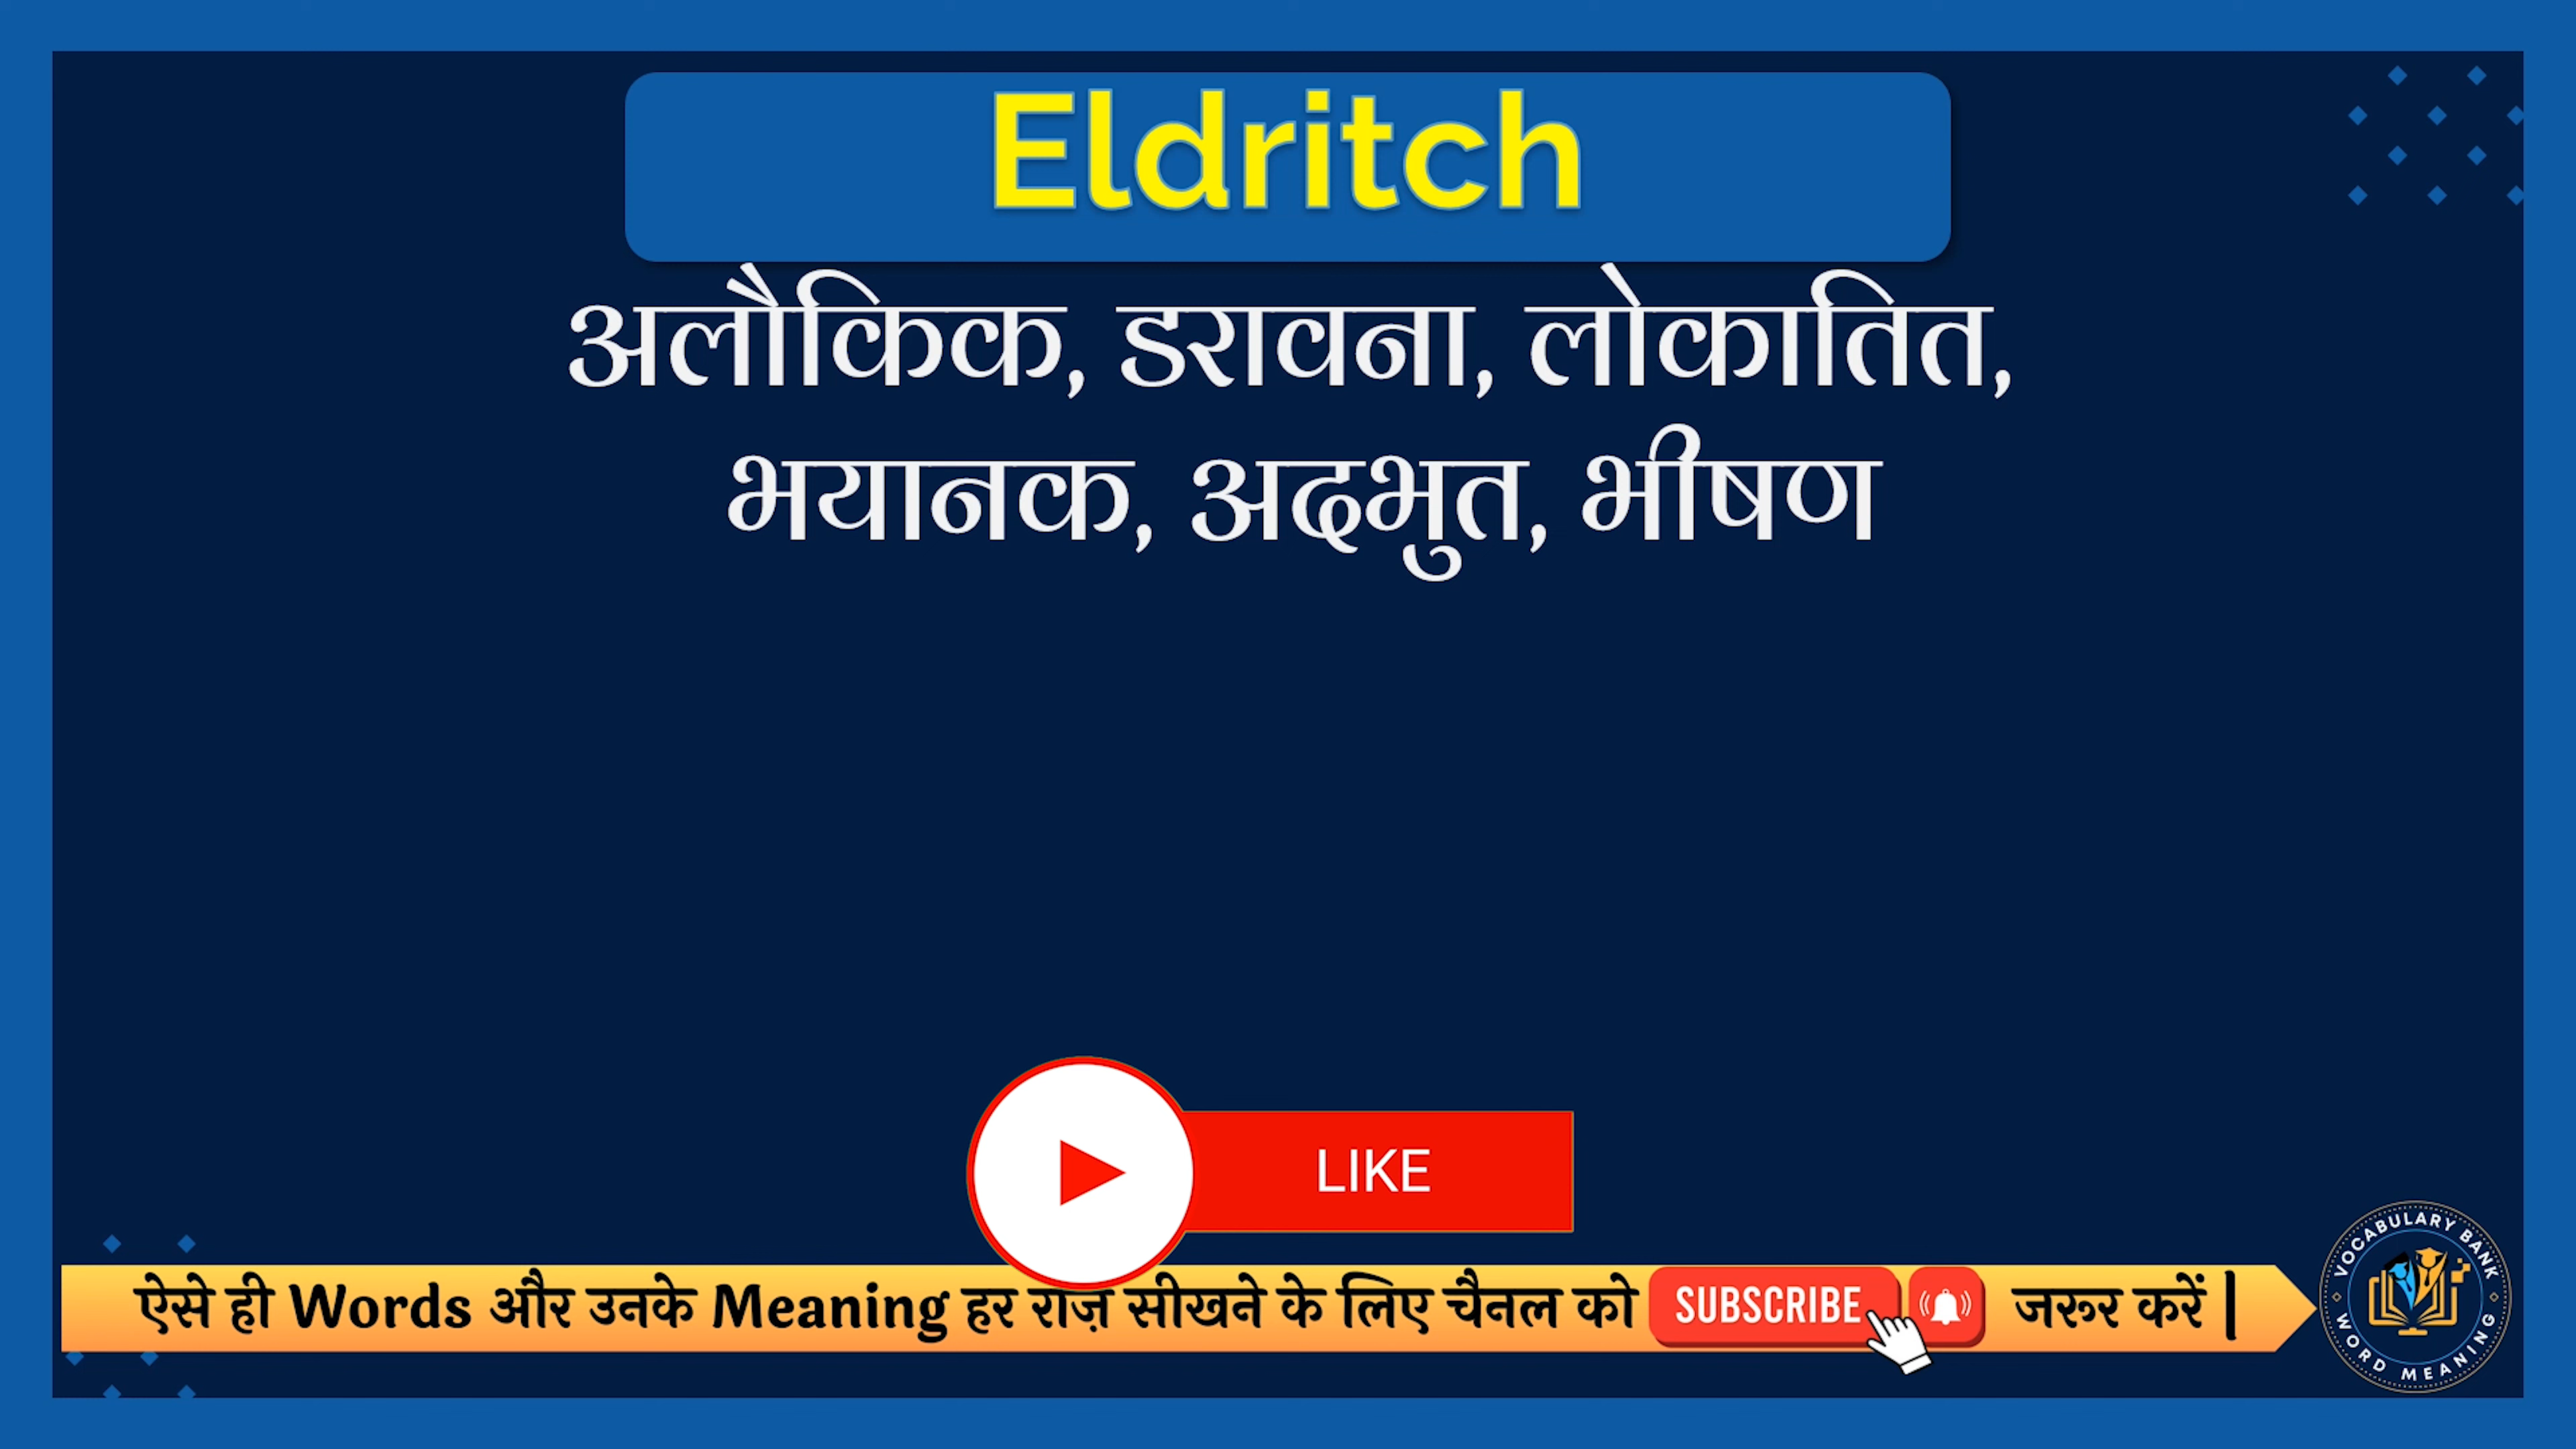 Eldritch
अलौकिक, डरावना, लोकातित,
भयानक, अदभुत, भीषण
LIKE
ऐसे ही Words और उनके Meaning हर राज़ सीखने के लिए चैनल को SUBSCRIBE जरूर करें |
VOCABULARY BANK
WORD MEANING